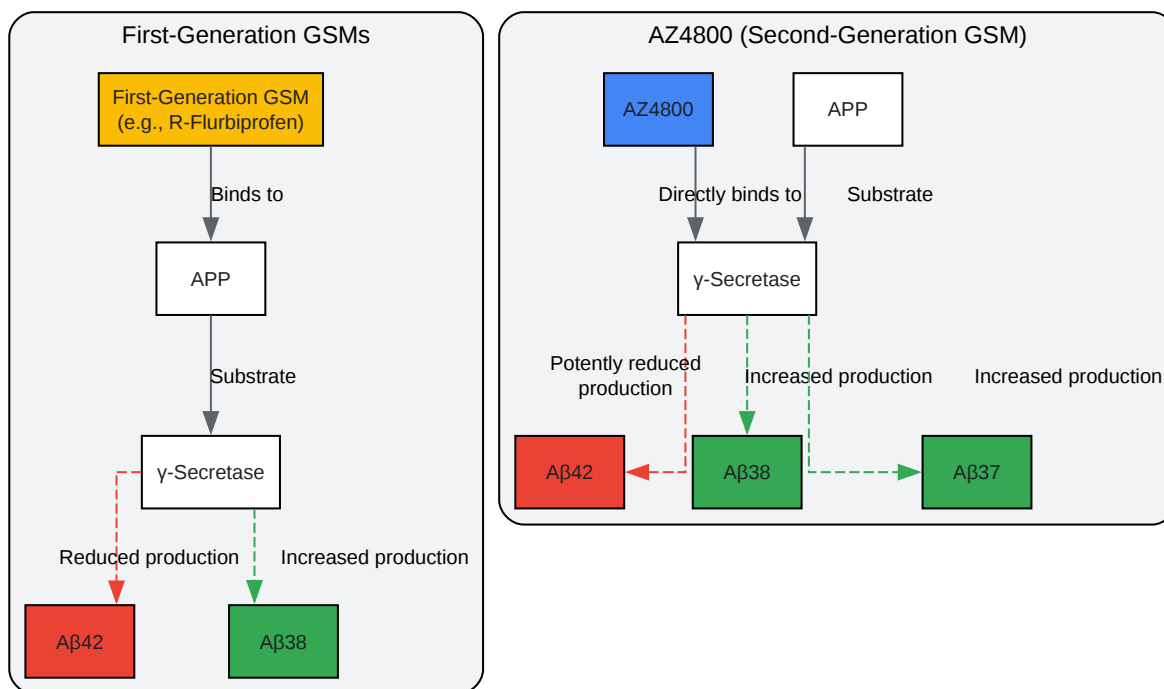 First-Generation GSMs
First-Generation GSM
(e.g., R-Flurbiprofen)
Binds to
APP
Substrate
γ-Secretase
Reduced production
Increased production
Aβ42
Aβ38
AZ4800 (Second-Generation GSM)
AZ4800
APP
Directly binds to
Substrate
γ-Secretase
Potently reduced
production
Increased production
Increased production
Aβ42
Aβ38
Aβ37